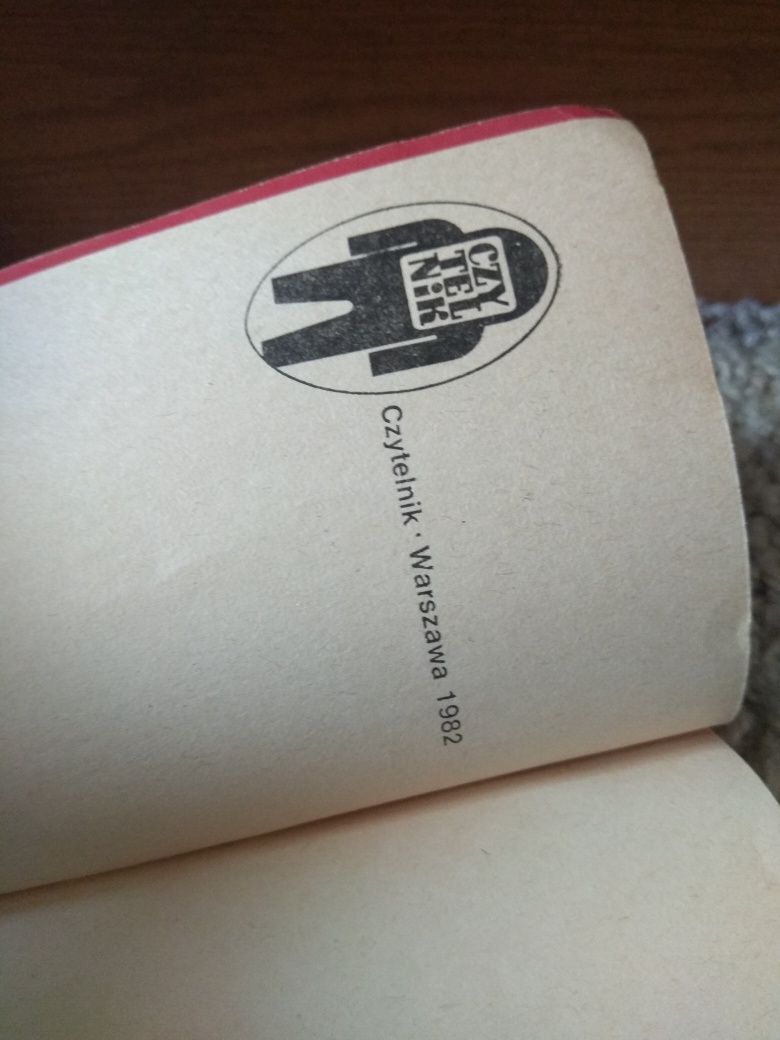 CZY
TEL
NiK
Czytelnik · Warszawa 1982